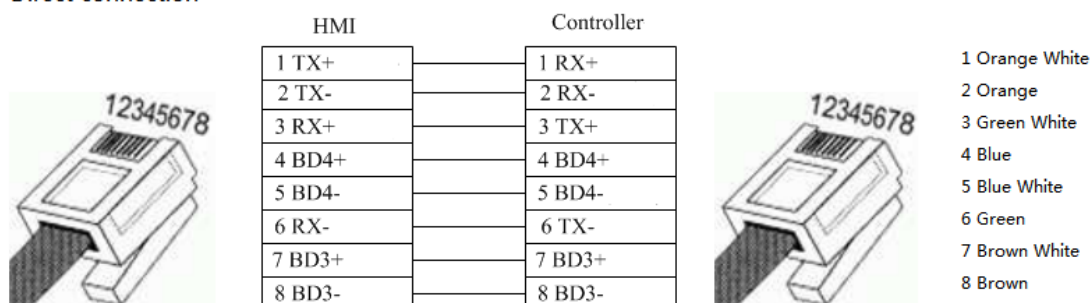 HMI Controller
1 TX+ 1 RX+
2 TX- 2 RX-
3 RX+ 3 TX+
4 BD4+ 4 BD4+
5 BD4- 5 BD4-
6 RX- 6 TX-
7 BD3+ 7 BD3+
8 BD3- 8 BD3-
12345678
12345678
1 Orange White
2 Orange
3 Green White
4 Blue
5 Blue White
6 Green
7 Brown White
8 Brown